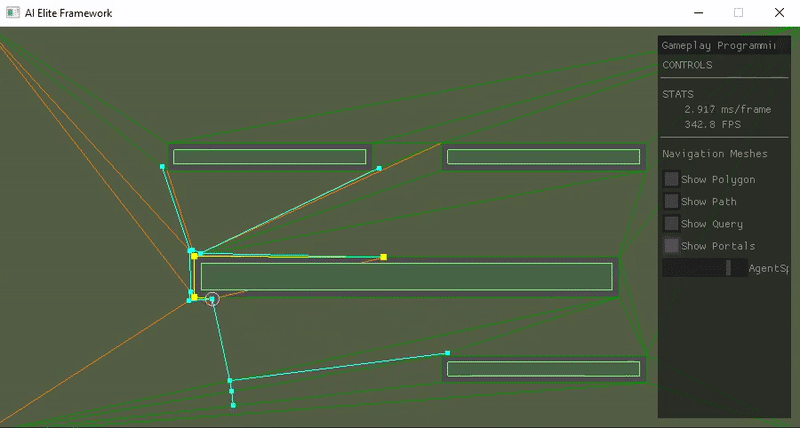 AI Elite Framework
Gameplay Programmin
CONTROLS
STATS
2.917 ms/frame
342.8 FPS
Navigation Meshes
Show Polygon
Show Path
Show Query
Show Portals
AgentSp